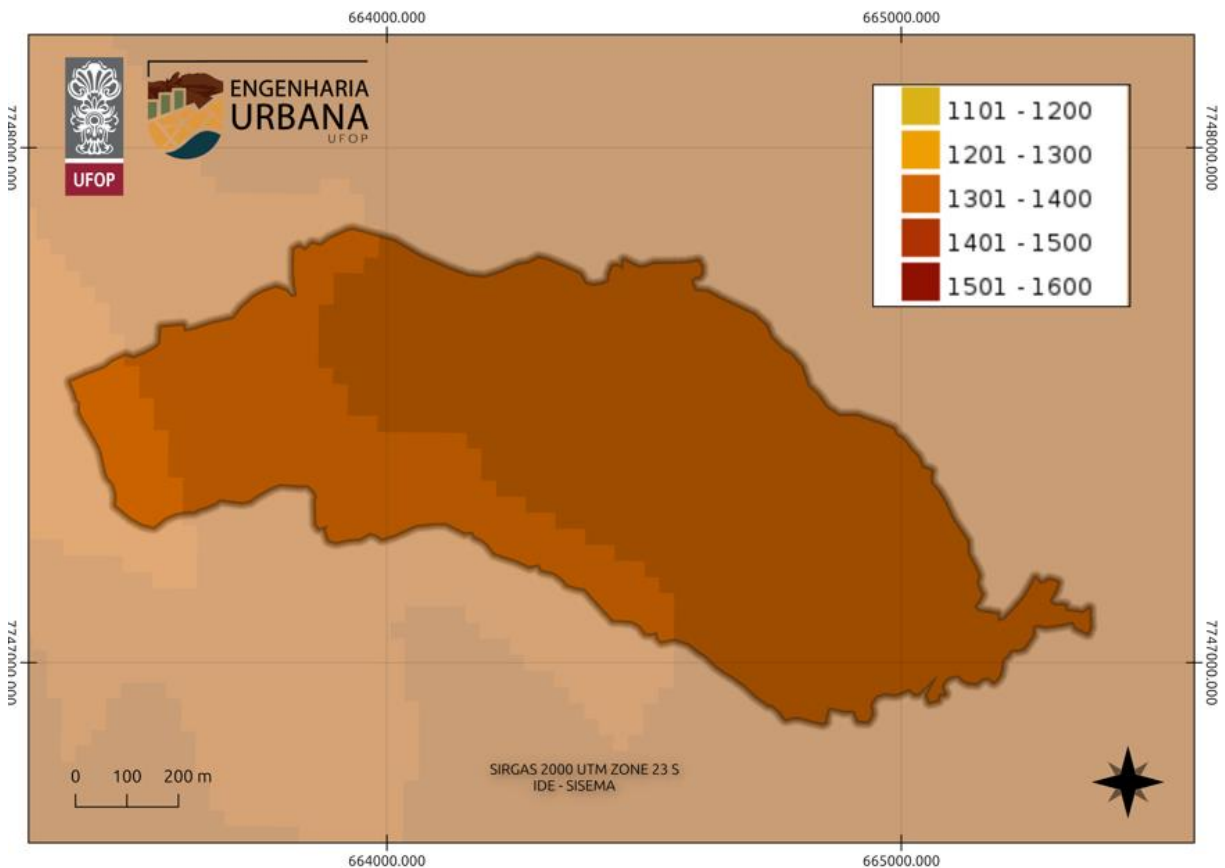 664000.000
665000.000
7748000.000
7748000.000
UFOP
ENGENHARIA
URBANA
UFOP
1101 - 1200
1201 - 1300
1301 - 1400
1401 - 1500
1501 - 1600
7747000.000
7747000.000
0 100 200 m
SIRGAS 2000 UTM ZONE 23 S
IDE - SISEMA
664000.000
665000.000